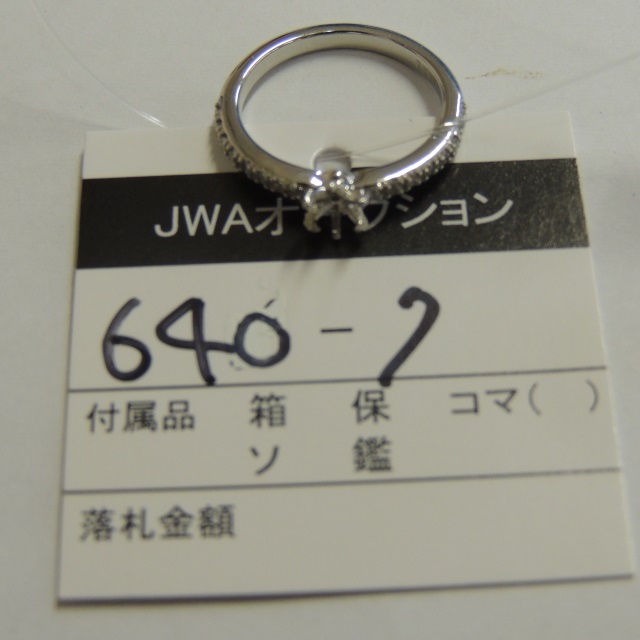 JWAオークション
640-7
付属品 箱 保 コマ( )
ソ 鑑
落札金額